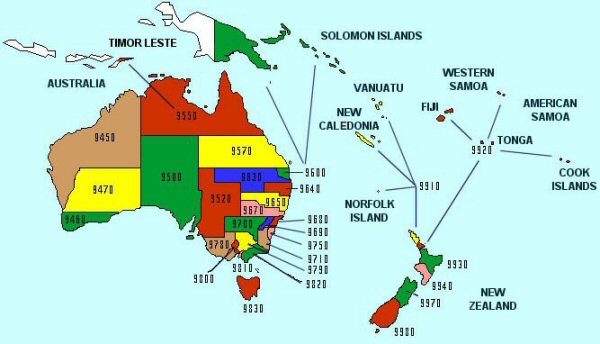 SOLOMON ISLANDS
TIMOR LESTE
WESTERN
SAMOA
AUSTRALIA
VANUATU
FIJI
AMERICAN
SAMOA
NEW
CALEDONIA
9550
9450
9570
TONGA
9920
9600
COOK
ISLANDS
9630
9470
9500
9640
9910
9520
9650
NORFOLK
ISLAND
9670
9460
9700
9680
9690
9780
9750
9710
9810
9790
9800
9820
9830
9930
9940
9970
NEW
ZEALAND
9900